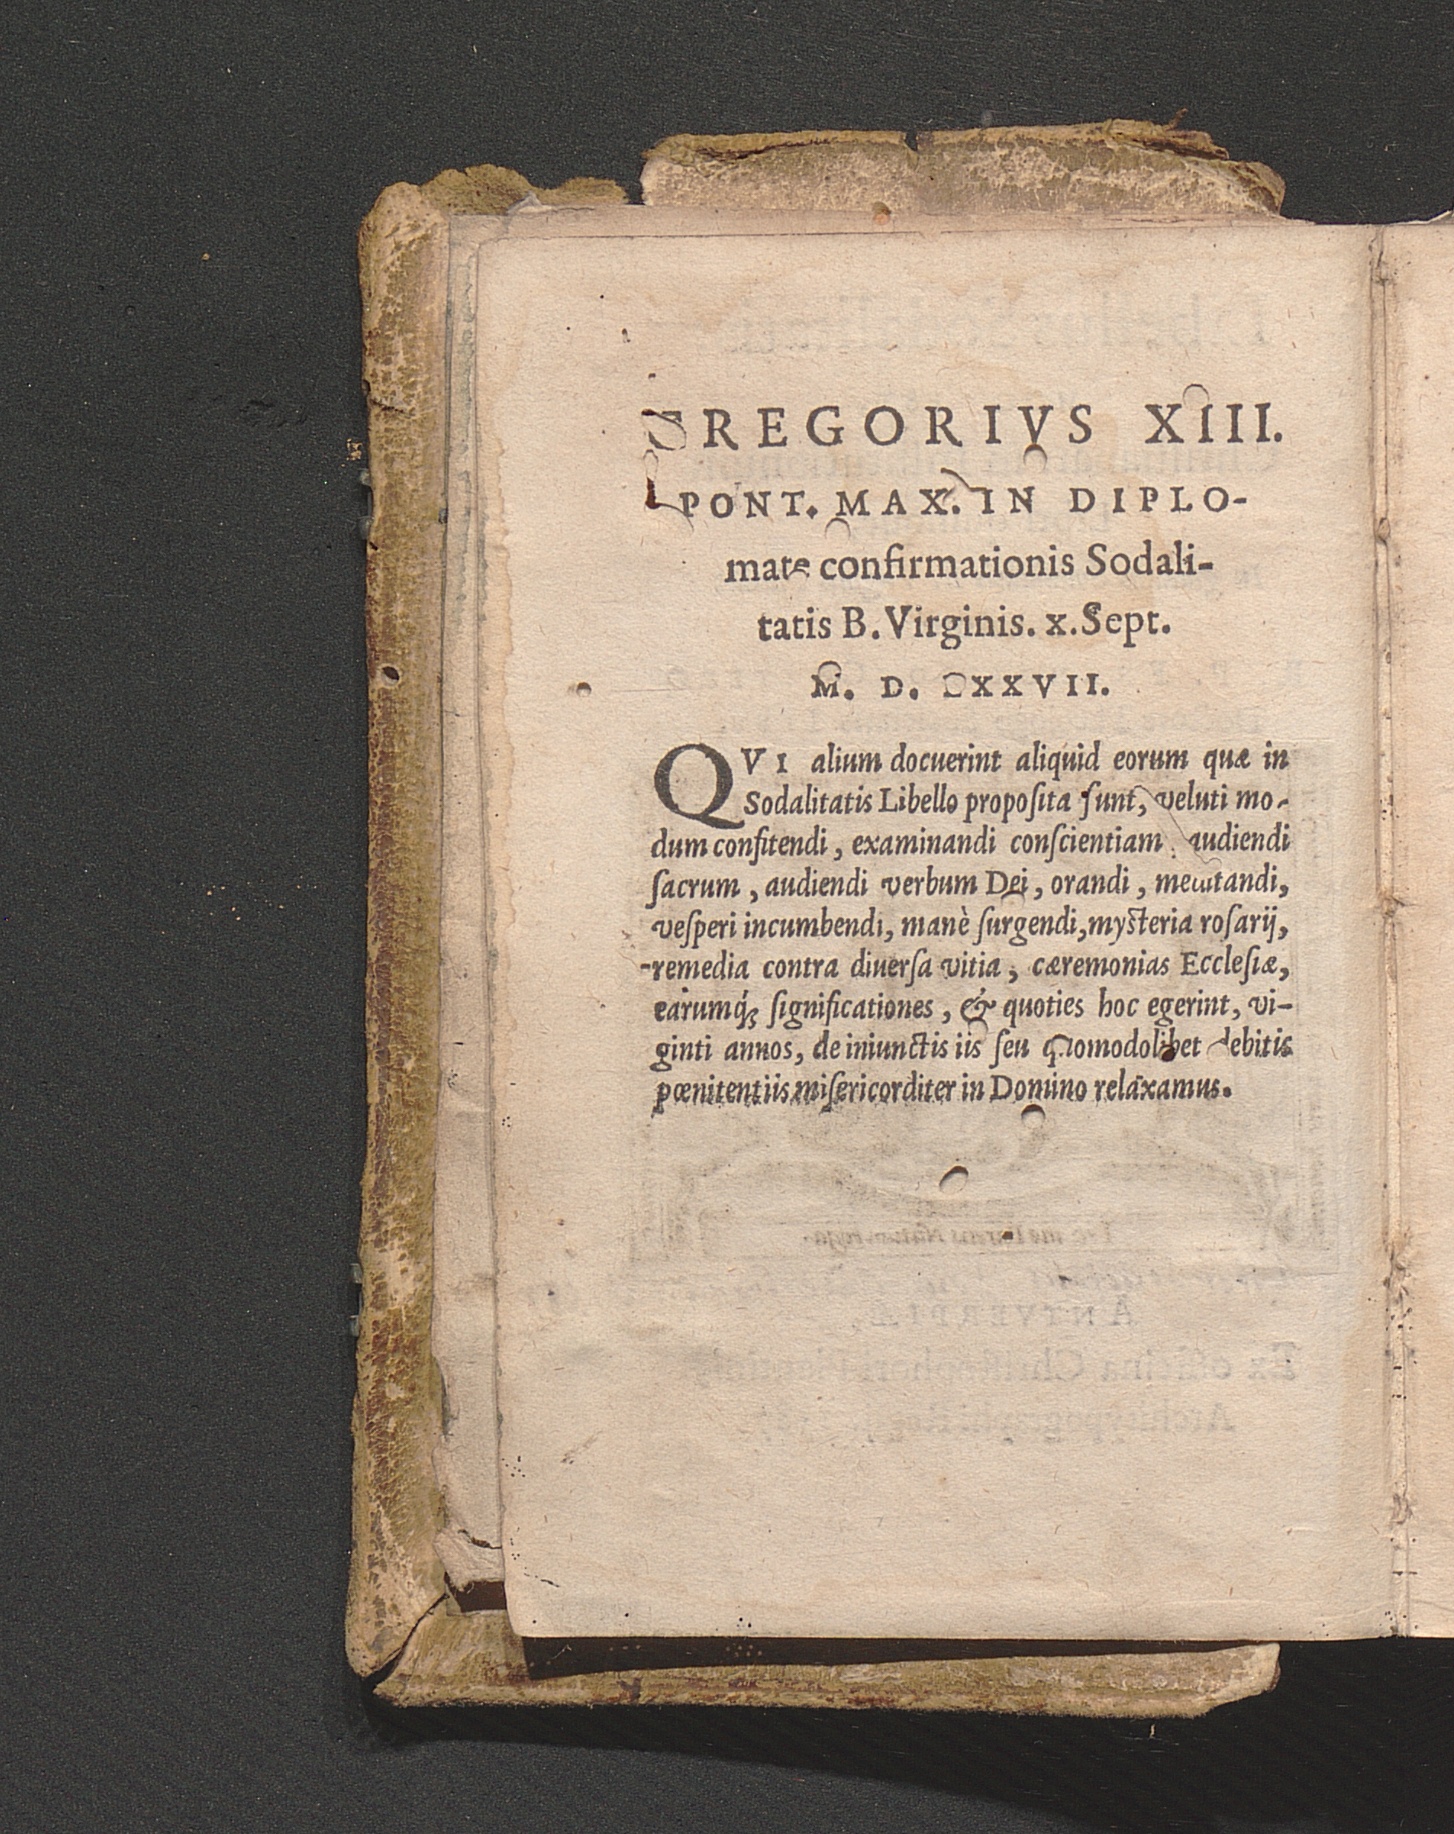 GREGORIVS XIII.
PONT. MAX. IN DIPLO-
mate confirmationis Sodali-
tatis B. Virginis. x. Sept.
M. D. LXXVII.
QVI alium docuerint aliquid eorum quæ in
Sodalitatis Libello proposita sunt, veluti mo-
dum confitendi, examinandi conscientiam, audiendi
sacrum, audiendi verbum Dei, orandi, meditandi,
vesperi incumbendi, manè surgendi, mysteria rosarij,
remedia contra diuersa vitia, cæremonias Ecclesiæ,
earumq́; significationes, & quoties hoc egerint, vi-
ginti annos, de iniunctis iis seu quomodolibet debitis
pœnitentiis misericorditer in Domino relaxamus.